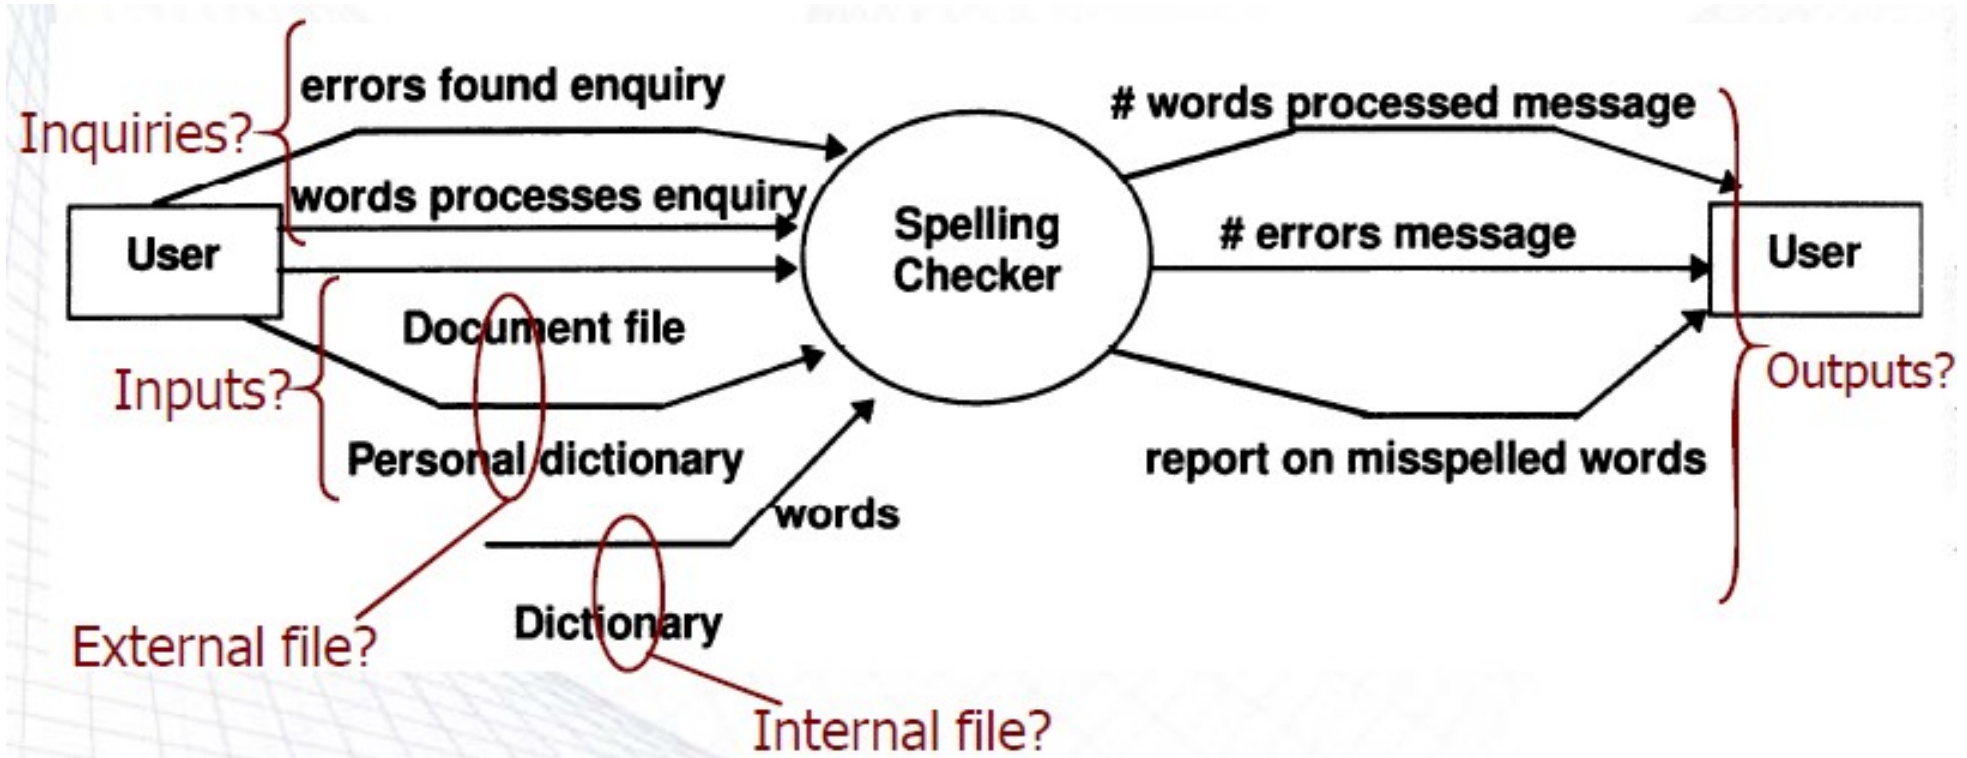 errors found enquiry
# words processed message
Inquiries?
words processes enquiry
User
Spelling
Checker
# errors message
User
Document file
Inputs?
Outputs?
Personal dictionary
report on misspelled words
words
Dictionary
External file?
Internal file?